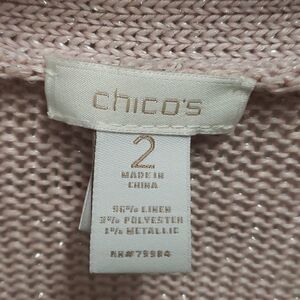 chico's
2
MADE IN
CHINA
96% LINEN
3% POLYESTER
1% METALLIC
RN#79984